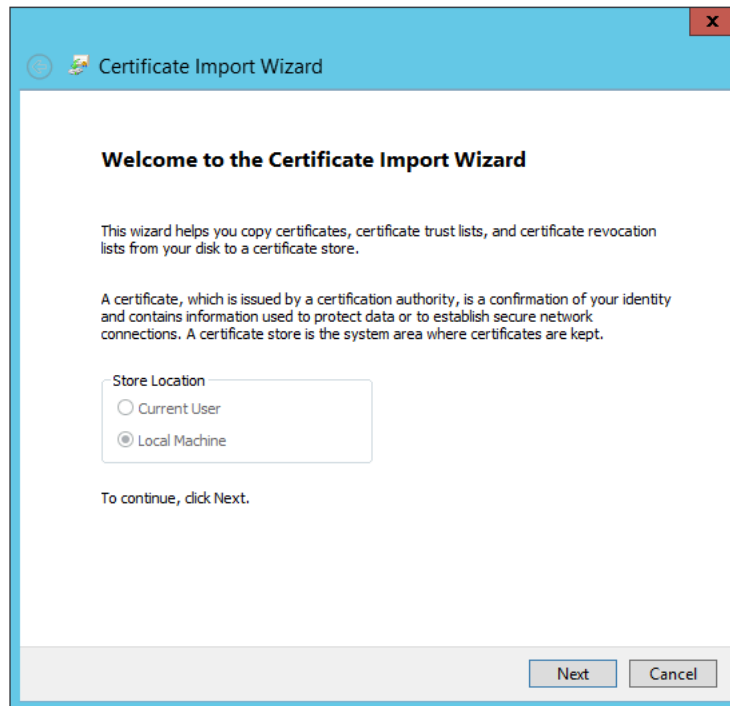 x
Certificate Import Wizard
Welcome to the Certificate Import Wizard
This wizard helps you copy certificates, certificate trust lists, and certificate revocation
lists from your disk to a certificate store.
A certificate, which is issued by a certification authority, is a confirmation of your identity
and contains information used to protect data or to establish secure network
connections. A certificate store is the system area where certificates are kept.
Store Location
Current User
Local Machine
To continue, click Next.
Next Cancel